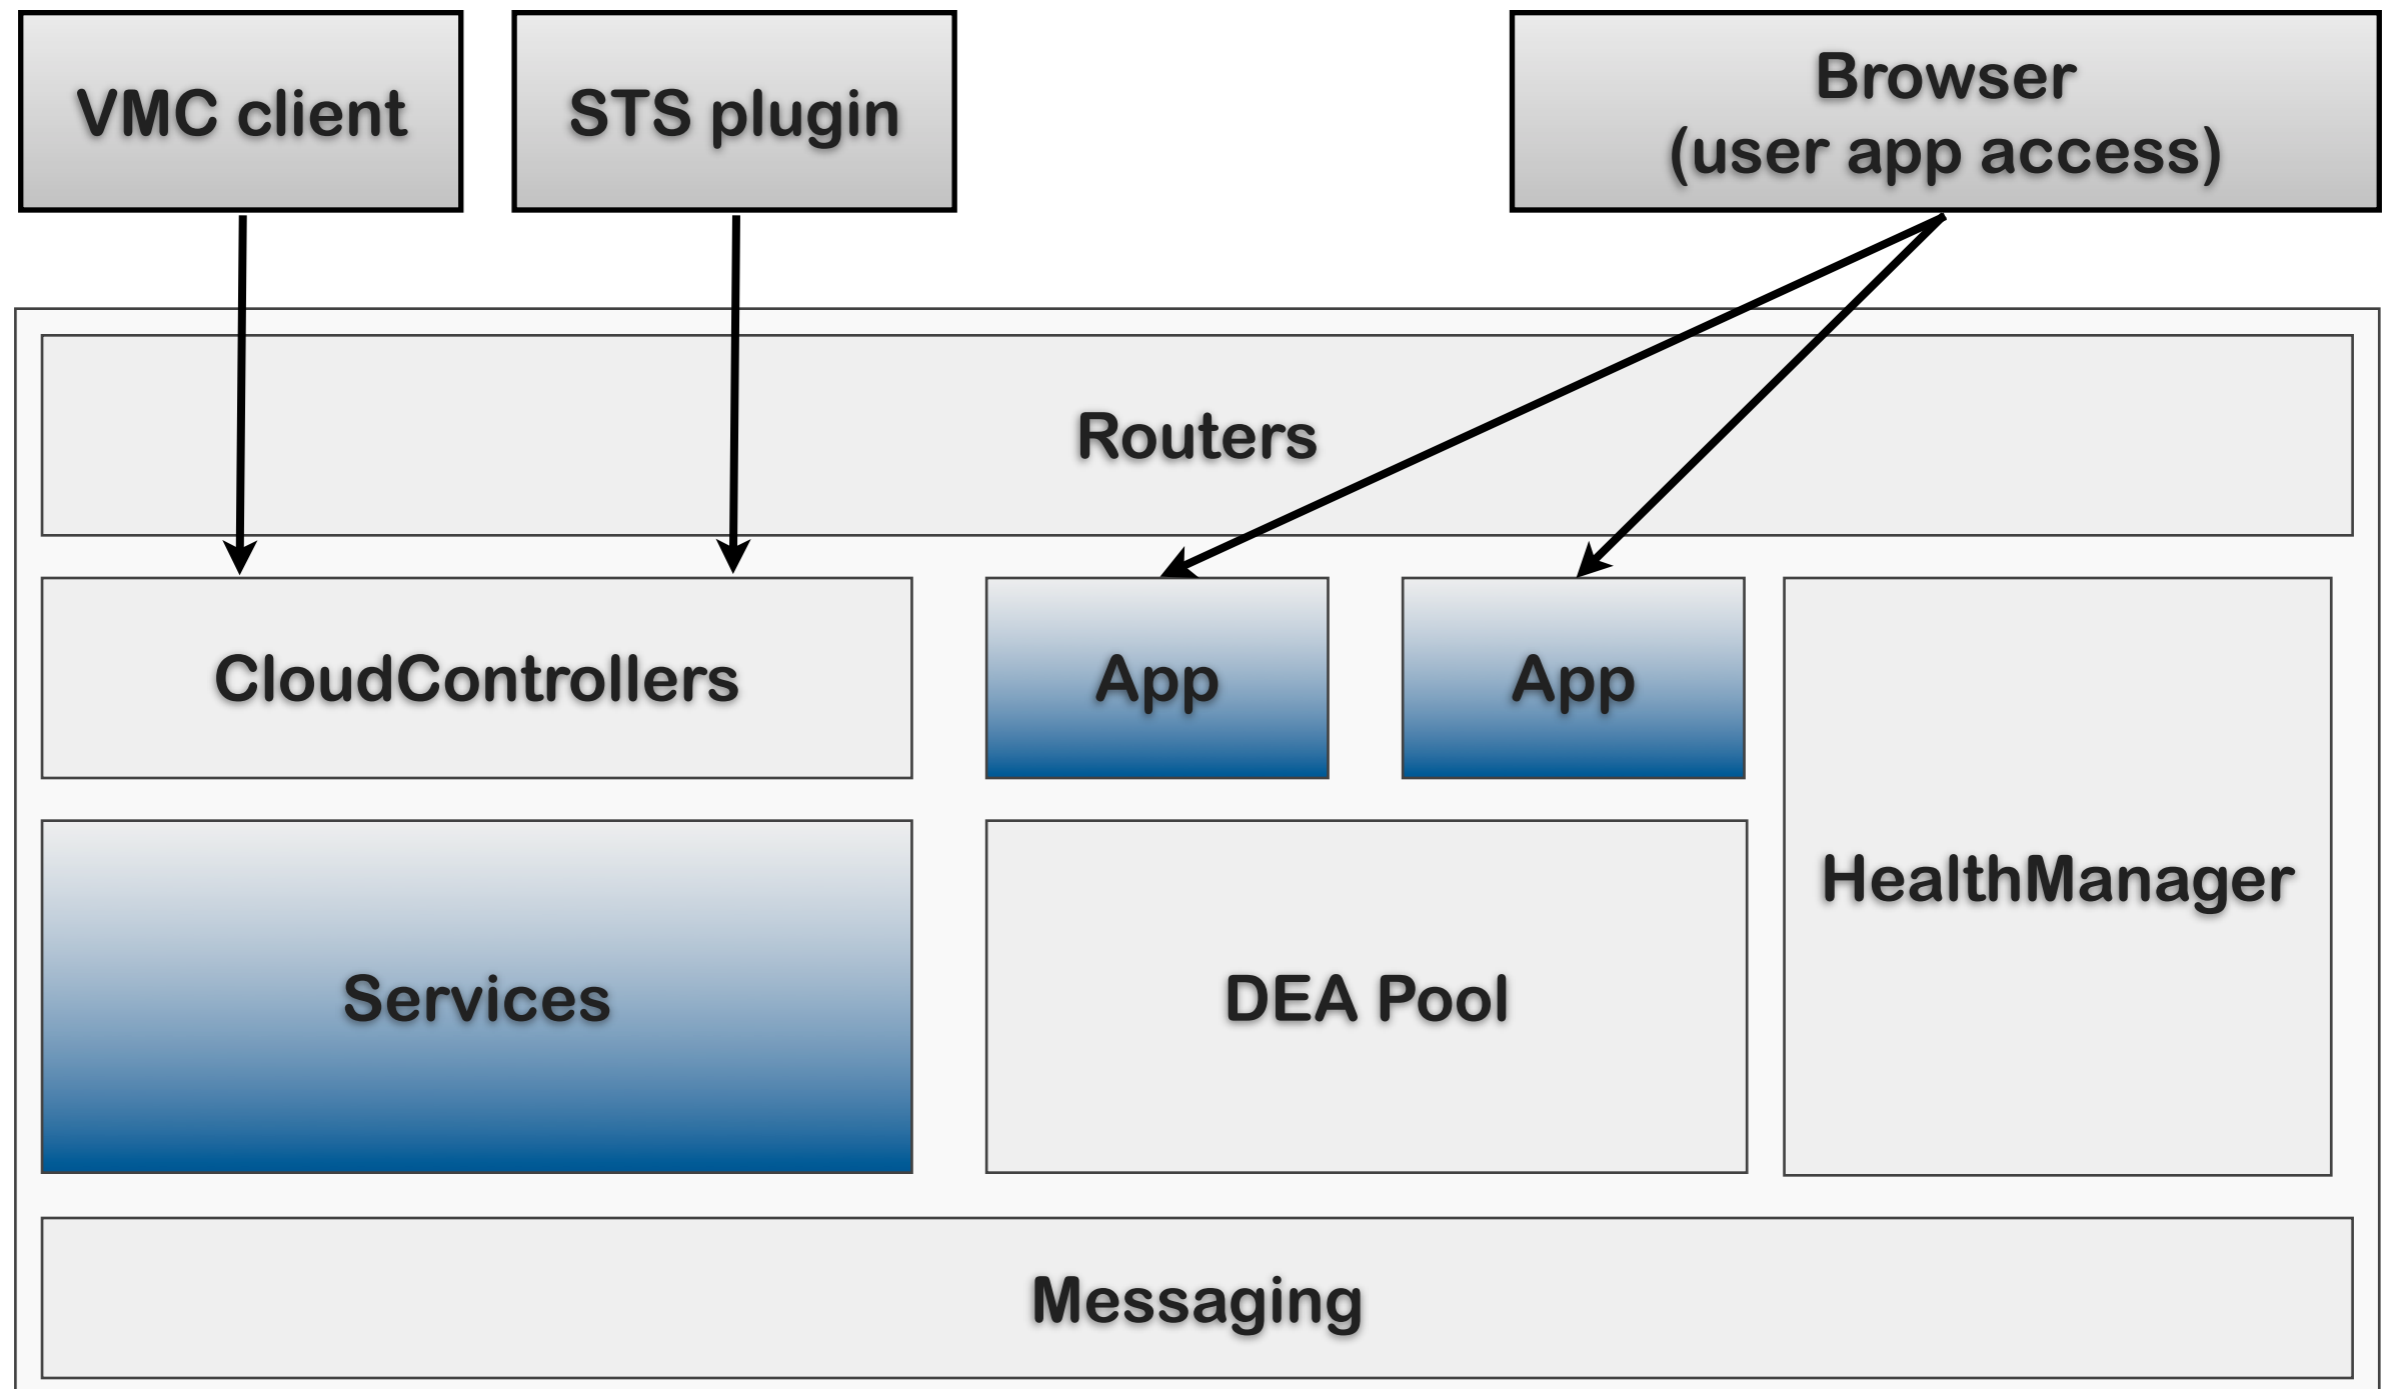 VMC client
STS plugin
Browser
(user app access)
Routers
CloudControllers
App
App
HealthManager
Services
DEA Pool
Messaging